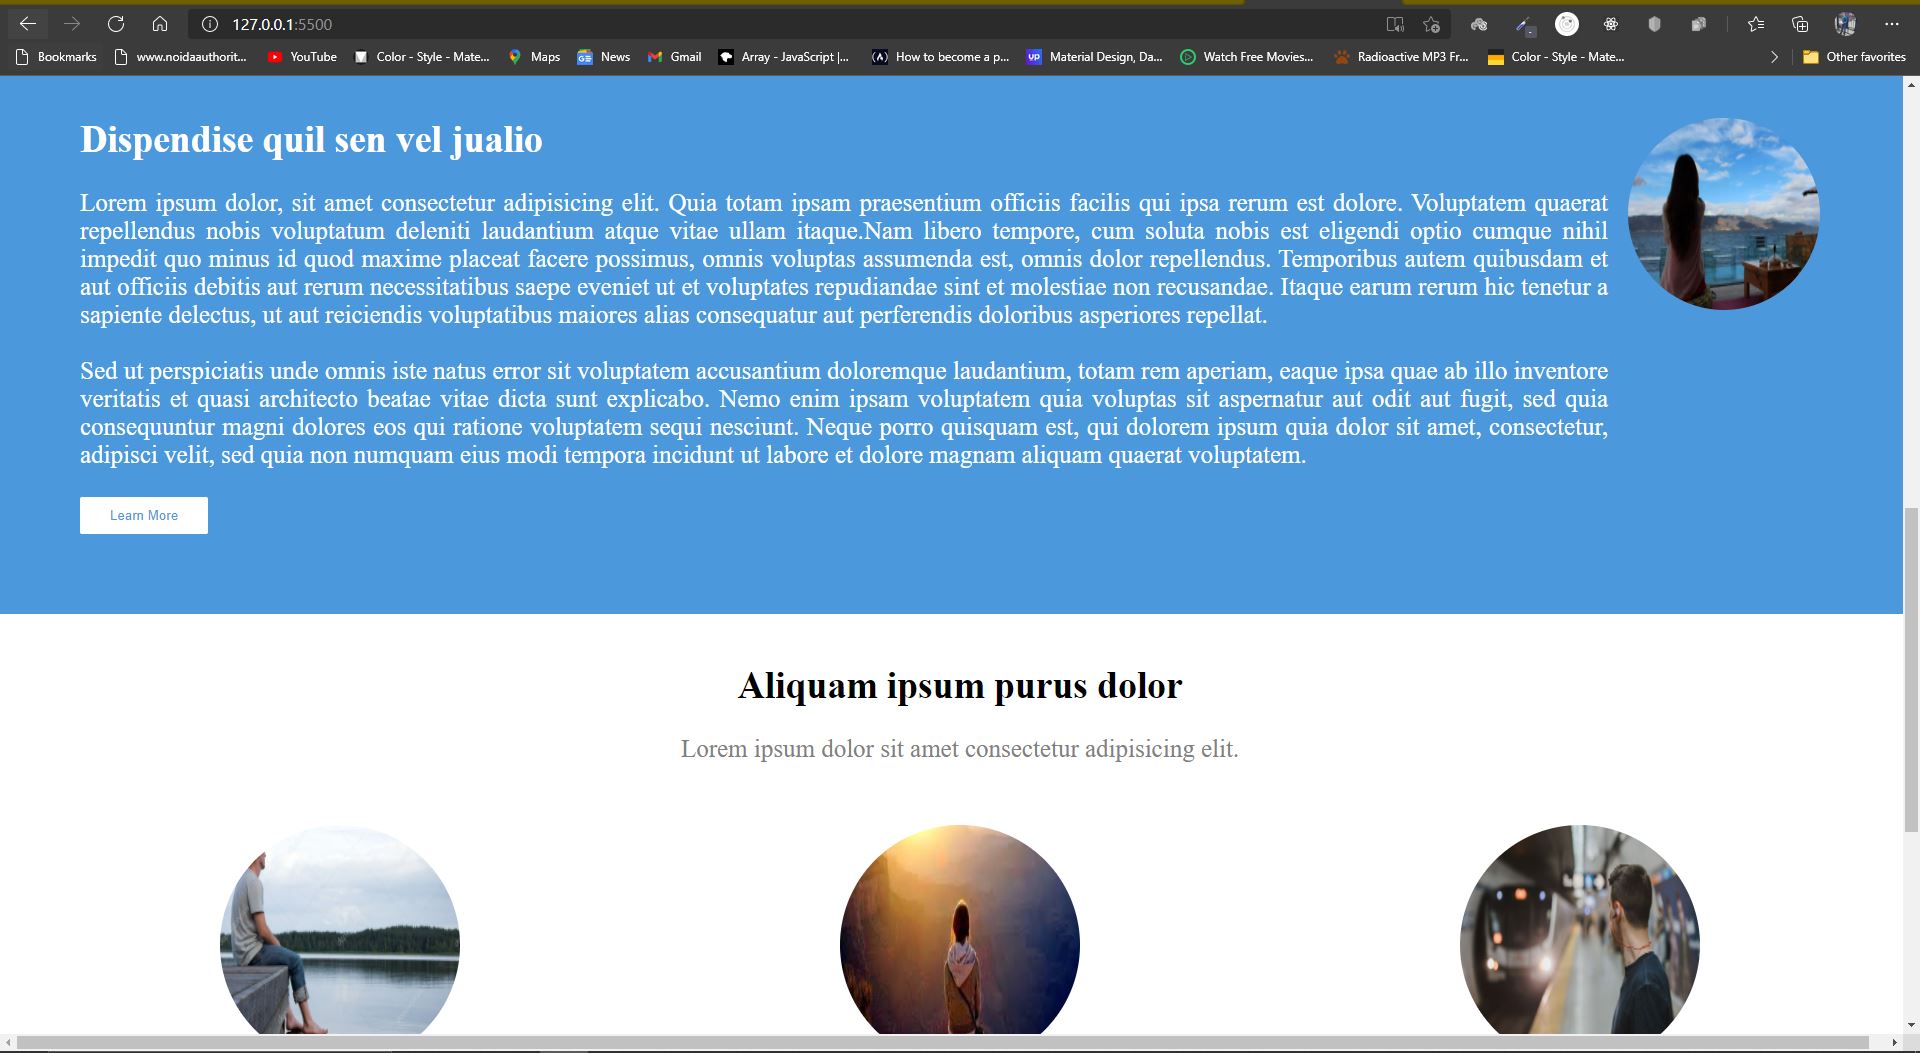 127.0.0.1:5500
Bookmarks www.noidaauthorit... YouTube Color - Style - Mate... Maps News Gmail Array - JavaScript |... How to become a p... Material Design, Da... Watch Free Movies... Radioactive MP3 Fr... Color - Style - Mate... Other favorites
Dispendise quil sen vel jualio
Lorem ipsum dolor, sit amet consectetur adipisicing elit. Quia totam ipsam praesentium officiis facilis qui ipsa rerum est dolore. Voluptatem quaerat
repellendus nobis voluptatum deleniti laudantium atque vitae ullam itaque.Nam libero tempore, cum soluta nobis est eligendi optio cumque nihil
impedit quo minus id quod maxime placeat facere possimus, omnis voluptas assumenda est, omnis dolor repellendus. Temporibus autem quibusdam et
aut officiis debitis aut rerum necessitatibus saepe eveniet ut et voluptates repudiandae sint et molestiae non recusandae. Itaque earum rerum hic tenetur a
sapiente delectus, ut aut reiciendis voluptatibus maiores alias consequatur aut perferendis doloribus asperiores repellat.
Sed ut perspiciatis unde omnis iste natus error sit voluptatem accusantium doloremque laudantium, totam rem aperiam, eaque ipsa quae ab illo inventore
veritatis et quasi architecto beatae vitae dicta sunt explicabo. Nemo enim ipsam voluptatem quia voluptas sit aspernatur aut odit aut fugit, sed quia
consequuntur magni dolores eos qui ratione voluptatem sequi nesciunt. Neque porro quisquam est, qui dolorem ipsum quia dolor sit amet, consectetur,
adipisci velit, sed quia non numquam eius modi tempora incidunt ut labore et dolore magnam aliquam quaerat voluptatem.
Learn More
Aliquam ipsum purus dolor
Lorem ipsum dolor sit amet consectetur adipisicing elit.